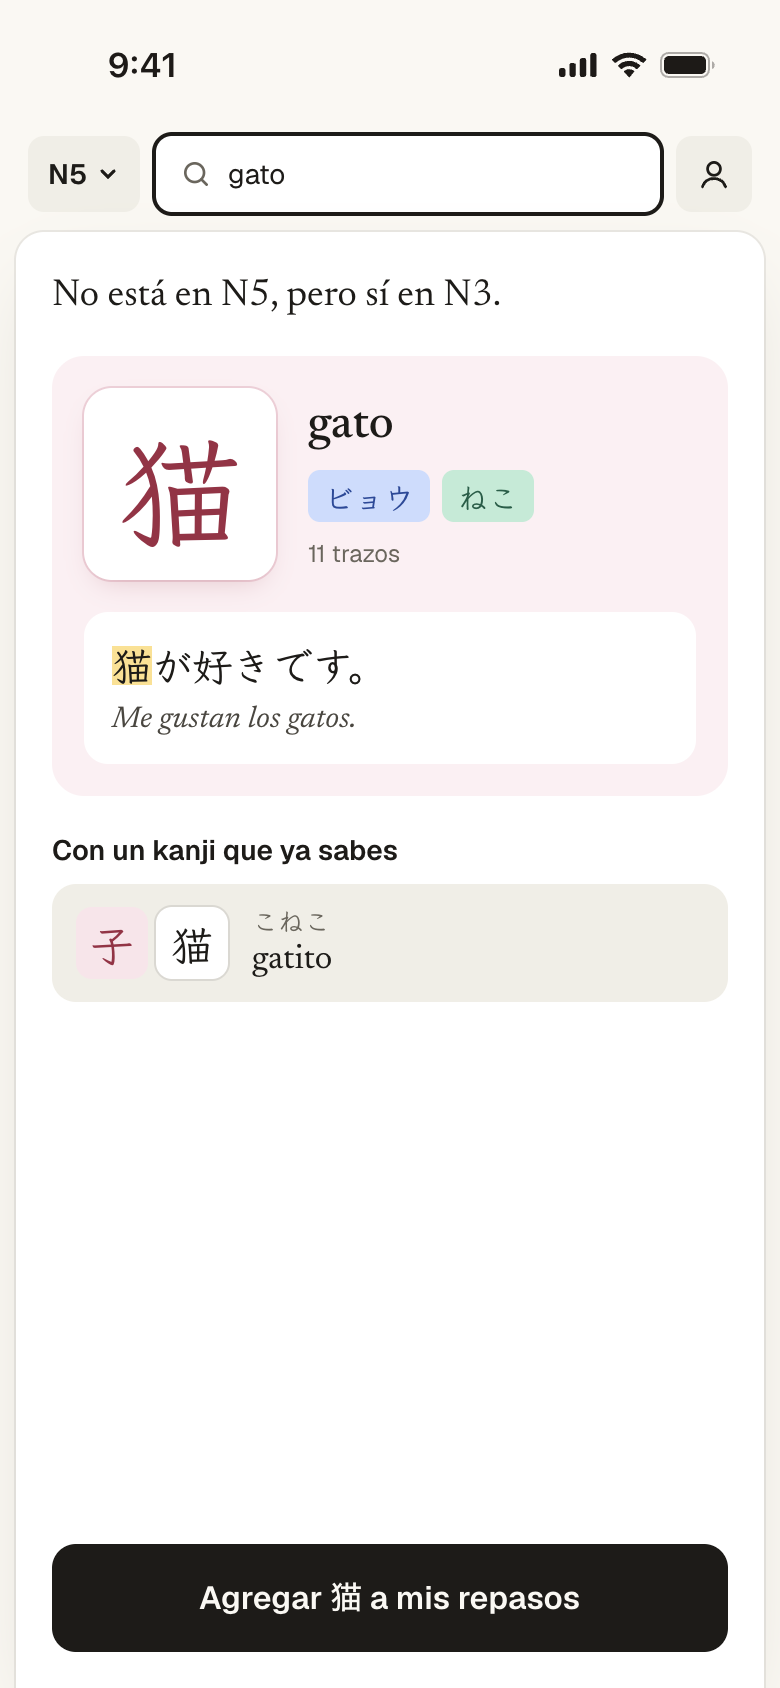 9:41
N5
gato
No está en N5, pero sí en N3.
猫
gato
ビョウ ねこ
11 trazos
猫が好きです。
Me gustan los gatos.
Con un kanji que ya sabes
子猫
こねこ
gatito
Agregar 猫 a mis repasos